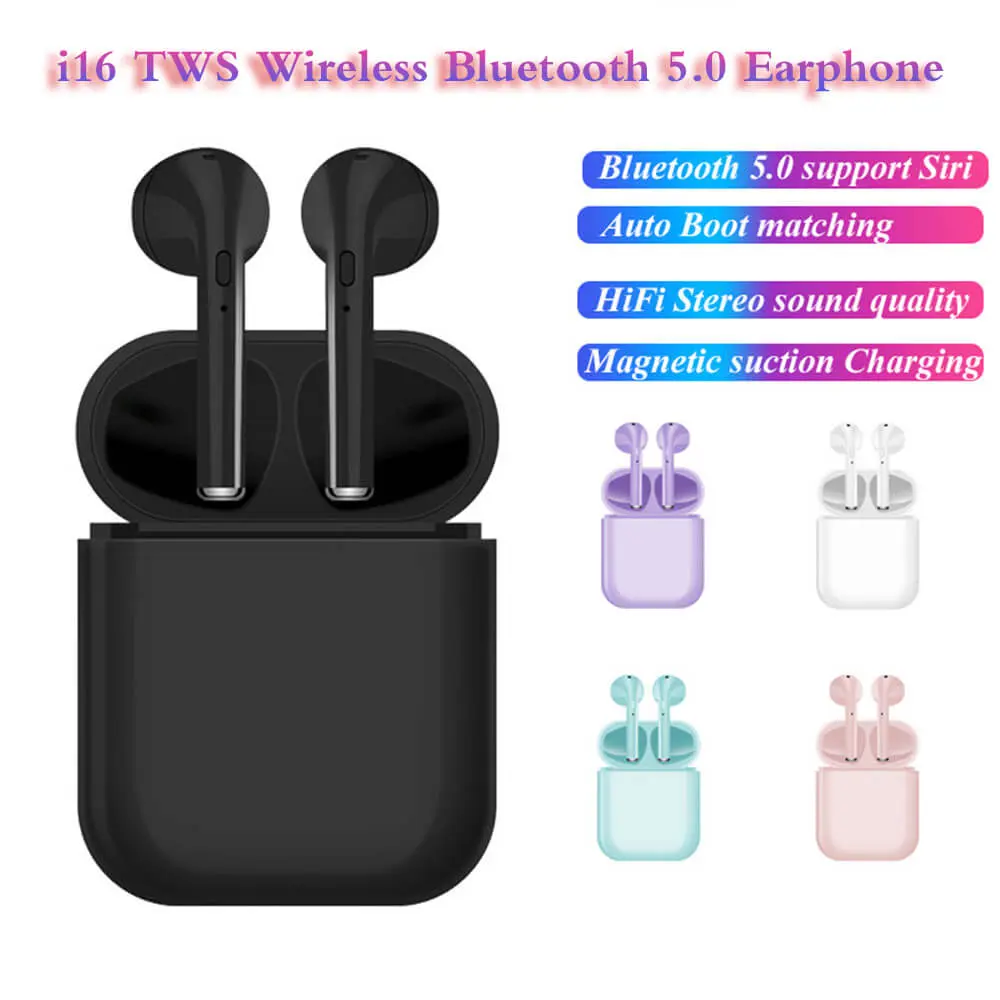 i16 TWS Wireless Bluetooth 5.0 Earphone
Bluetooth 5.0 support Siri
Auto Boot matching
HiFi Stereo sound quality
Magnetic suction Charging